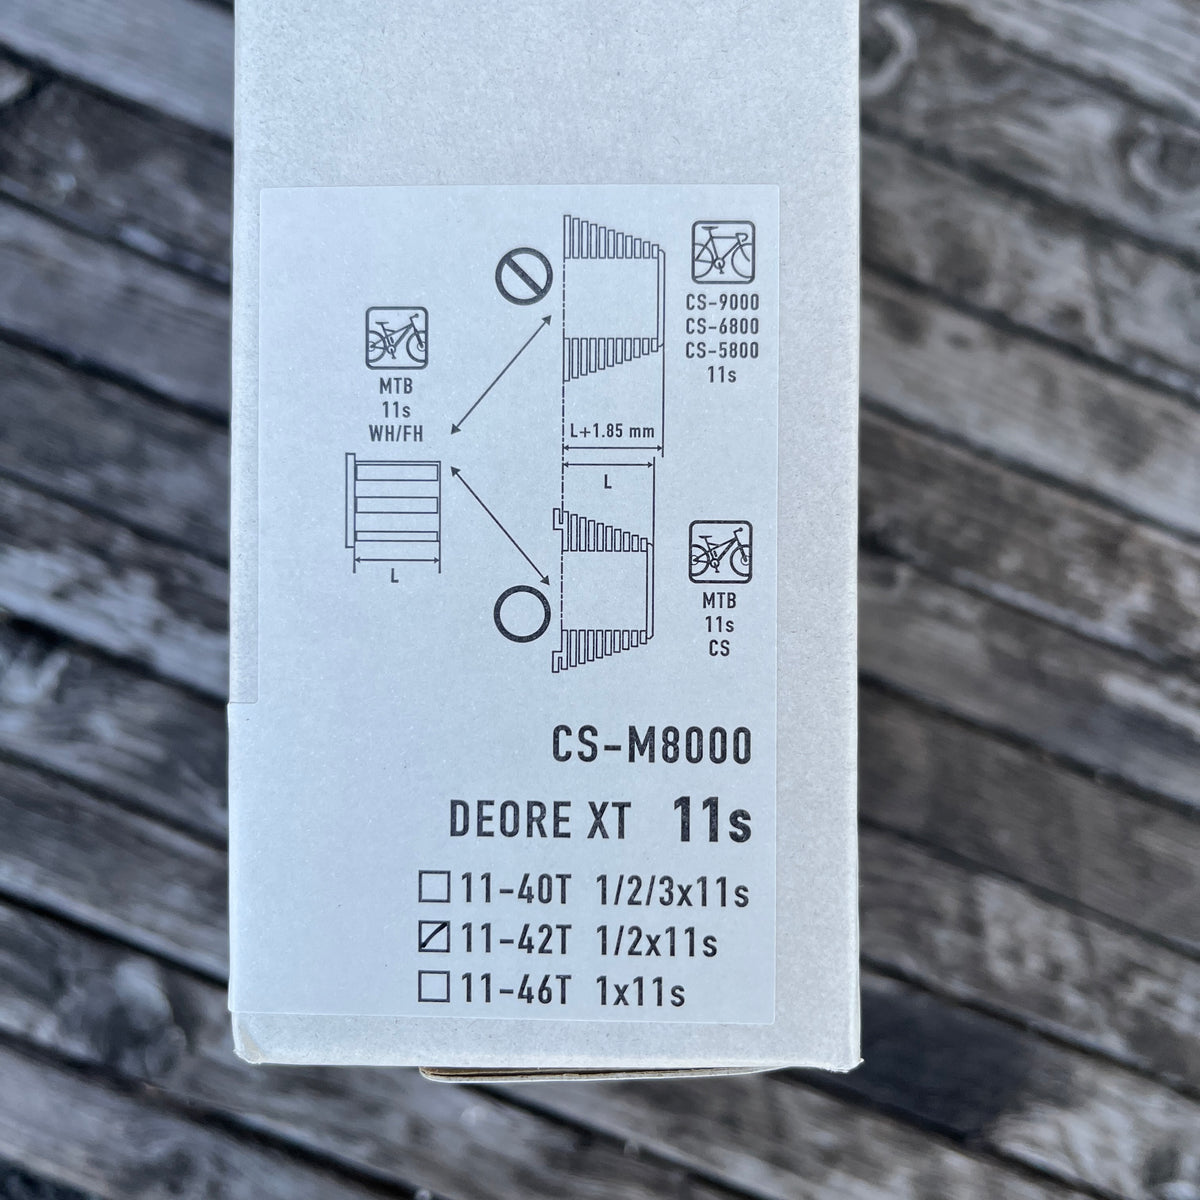 CS-9000
CS-6800
CS-5800
11s
MTB
11s
WH/FH
L+1.85 mm
L
L
MTB
11s
CS
CS-M8000
DEORE XT 11s
11-40T 1/2/3x11s
11-42T 1/2x11s
11-46T 1x11s